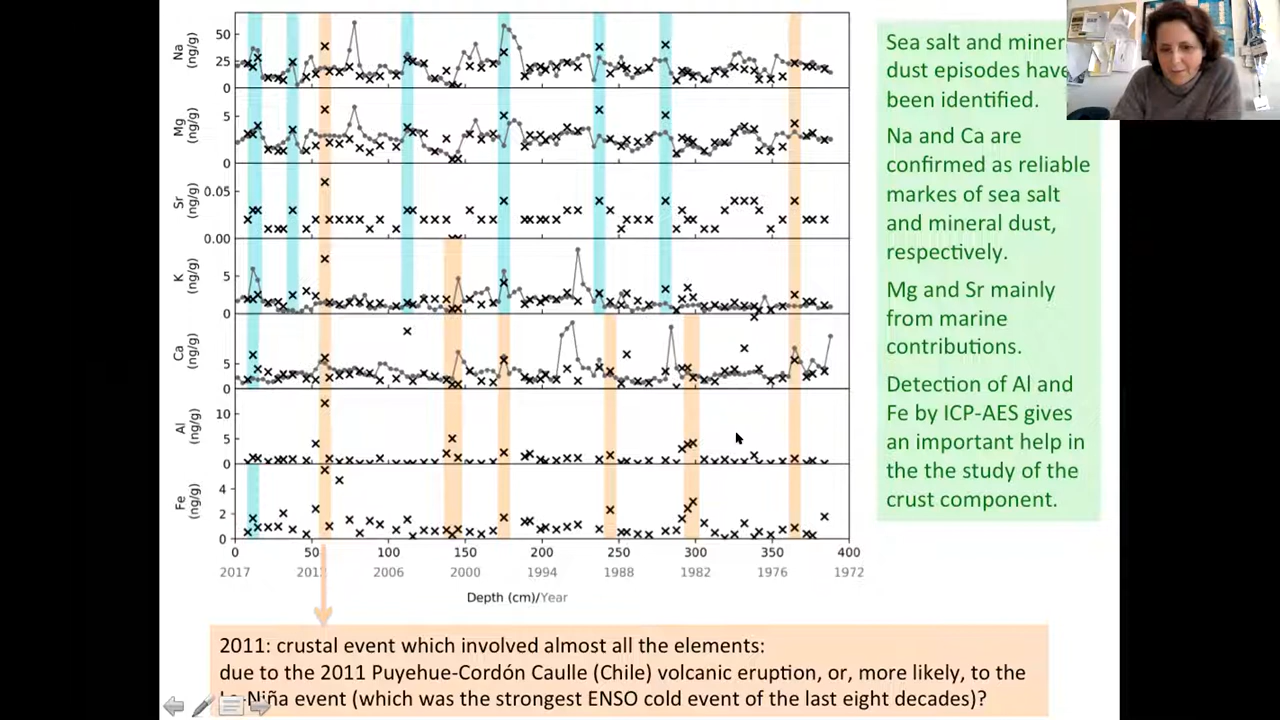 Na
(ng/g)
50
25
0
Mg
(ng/g)
5
0
Sr
(ng/g)
0.05
0.00
K
(ng/g)
5
0
Ca
(ng/g)
5
0
Al
(ng/g)
10
5
0
Fe
(ng/g)
4
2
0
0 50 100 150 200 250 300 350 400
2017 2006 2000 1994 1988 1982 1976 1972
Depth (cm)/Year
Sea salt and
dust episodes have
been identified.
Na and Ca are
confirmed as reliable
markes of sea salt
and mineral dust,
respectively.
Mg and Sr mainly
from marine
contributions.
Detection of Al and
Fe by ICP-AES gives
an important help in
the the study of the
crust component.
2011: crustal event which involved almost all the elements:
due to the 2011 Puyehue-Cordón Caulle (Chile) volcanic eruption, or, more likely, to the
event (which was the strongest ENSO cold event of the last eight decades)?